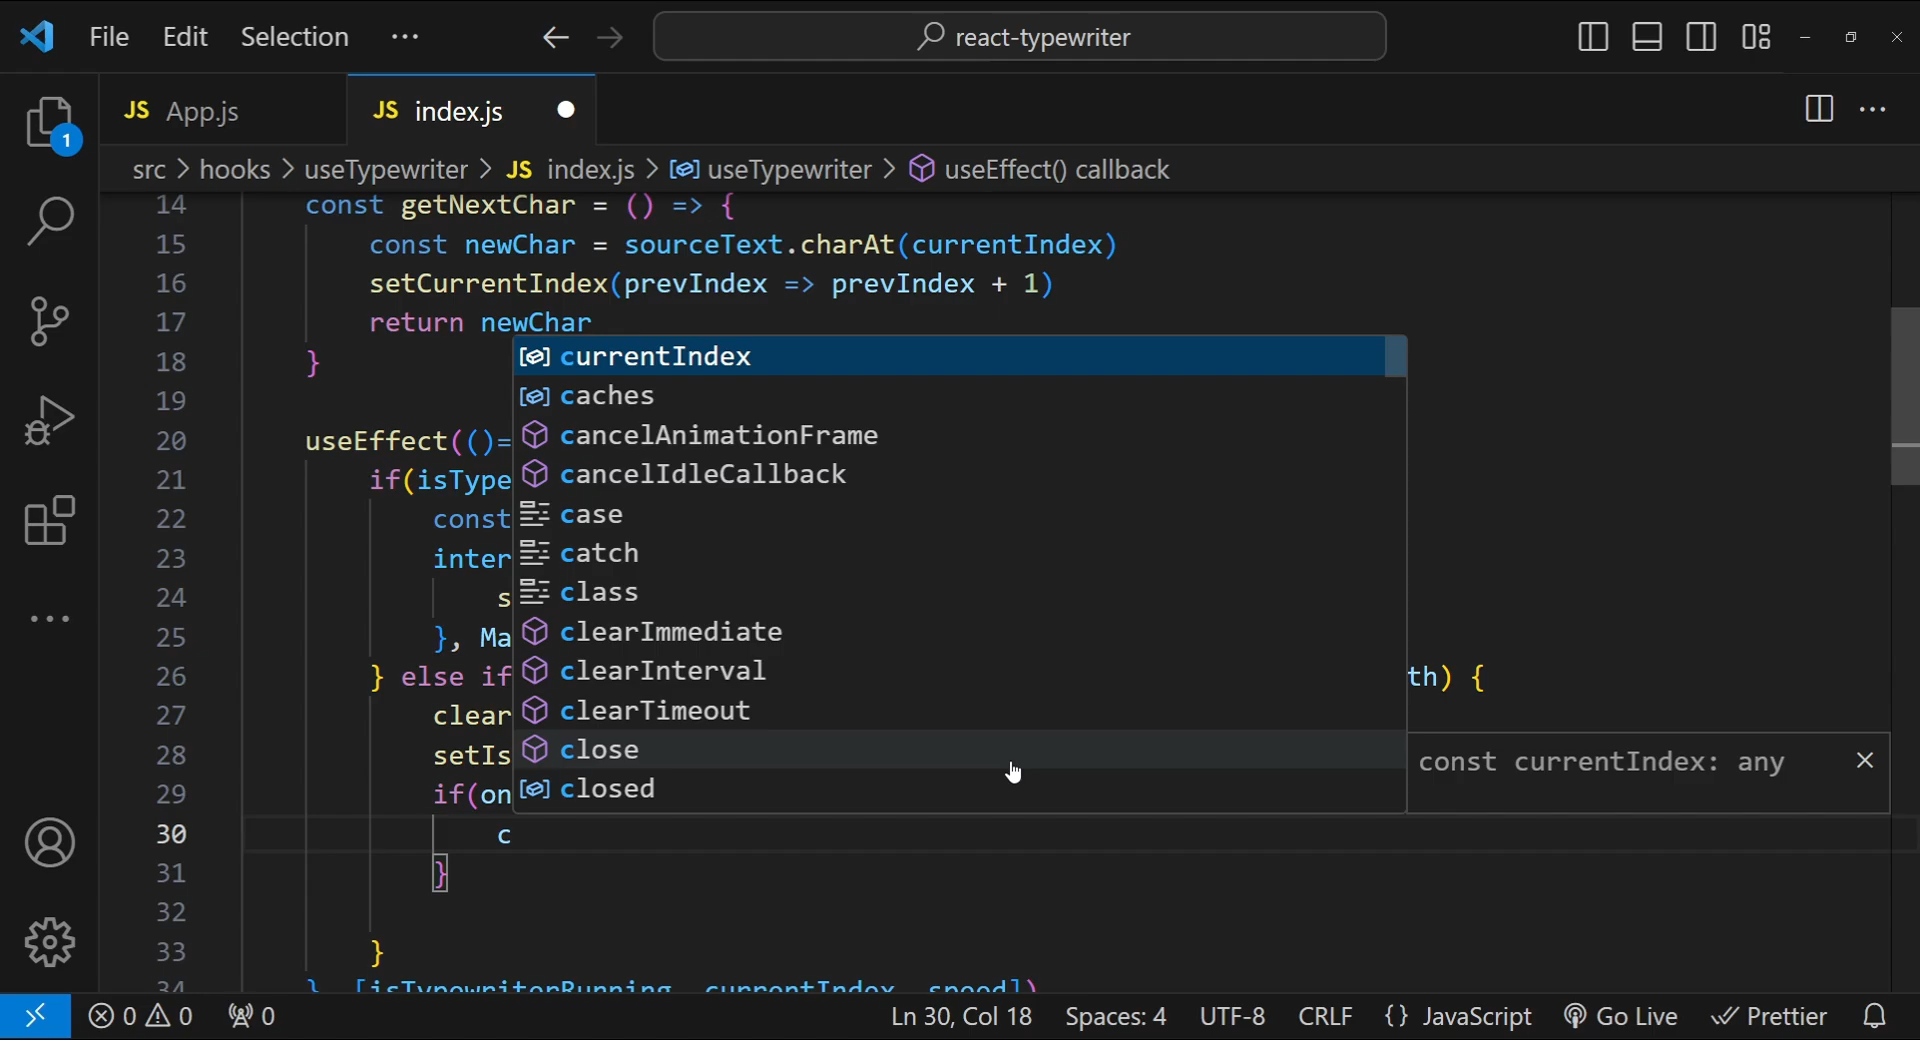 File Edit Selection ··· react-typewriter
JS App.js JS index.js
1
src > hooks > useTypewriter > JS index.js > useTypewriter > useEffect() callback
14 const getNextChar = () => {
15 const newChar = sourceText.charAt(currentIndex)
16 setCurrentIndex(prevIndex => prevIndex + 1)
17 return newChar
currentIndex
18 }
19 caches
20 useEffect(()= cancelAnimationFrame
21 if(isType cancelIdleCallback
22 const case
23 inter catch
24 s class
25 }, Ma clearImmediate
26 } else if clearInterval th) {
27 clear clearTimeout
28 setIs close const currentIndex: any
29 if(on closed
30 c
31 }
32
33 }
34 }, [isTypewriterRunning, currentIndex, speed])
0 0 0 Ln 30, Col 18 Spaces: 4 UTF-8 CRLF {} JavaScript Go Live Prettier